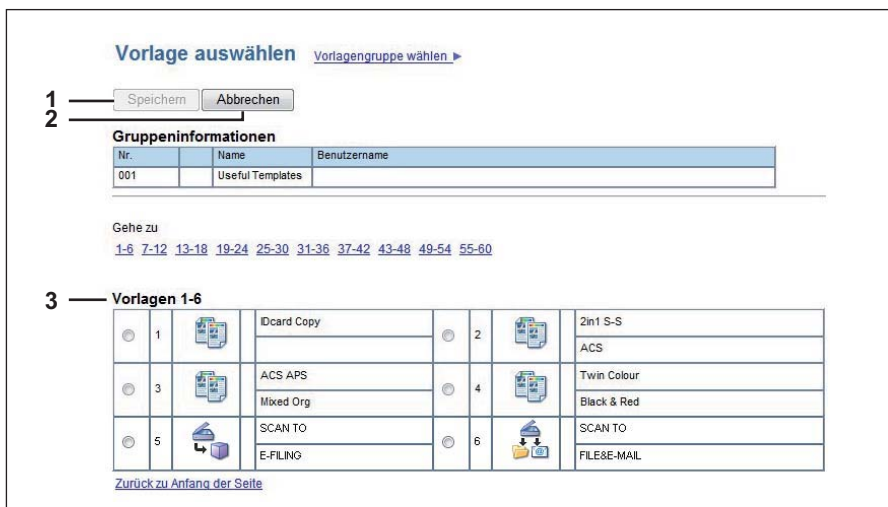 Vorlage auswählen Vorlagengruppe wählen ▶
1 Speichern Abbrechen
2
Gruppeninformationen
Nr. Name Benutzername
001 Useful Templates
Gehe zu
1-6 7-12 13-18 19-24 25-30 31-36 37-42 43-48 49-54 55-60
3 Vorlagen 1-6
1 IDcard Copy
2 2in1 S-S
ACS
3 ACS APS
Mixed Org
4 Twin Colour
Black & Red
5 SCAN TO
E-FILING
6 SCAN TO
FILE&E-MAIL
Zurück zu Anfang der Seite